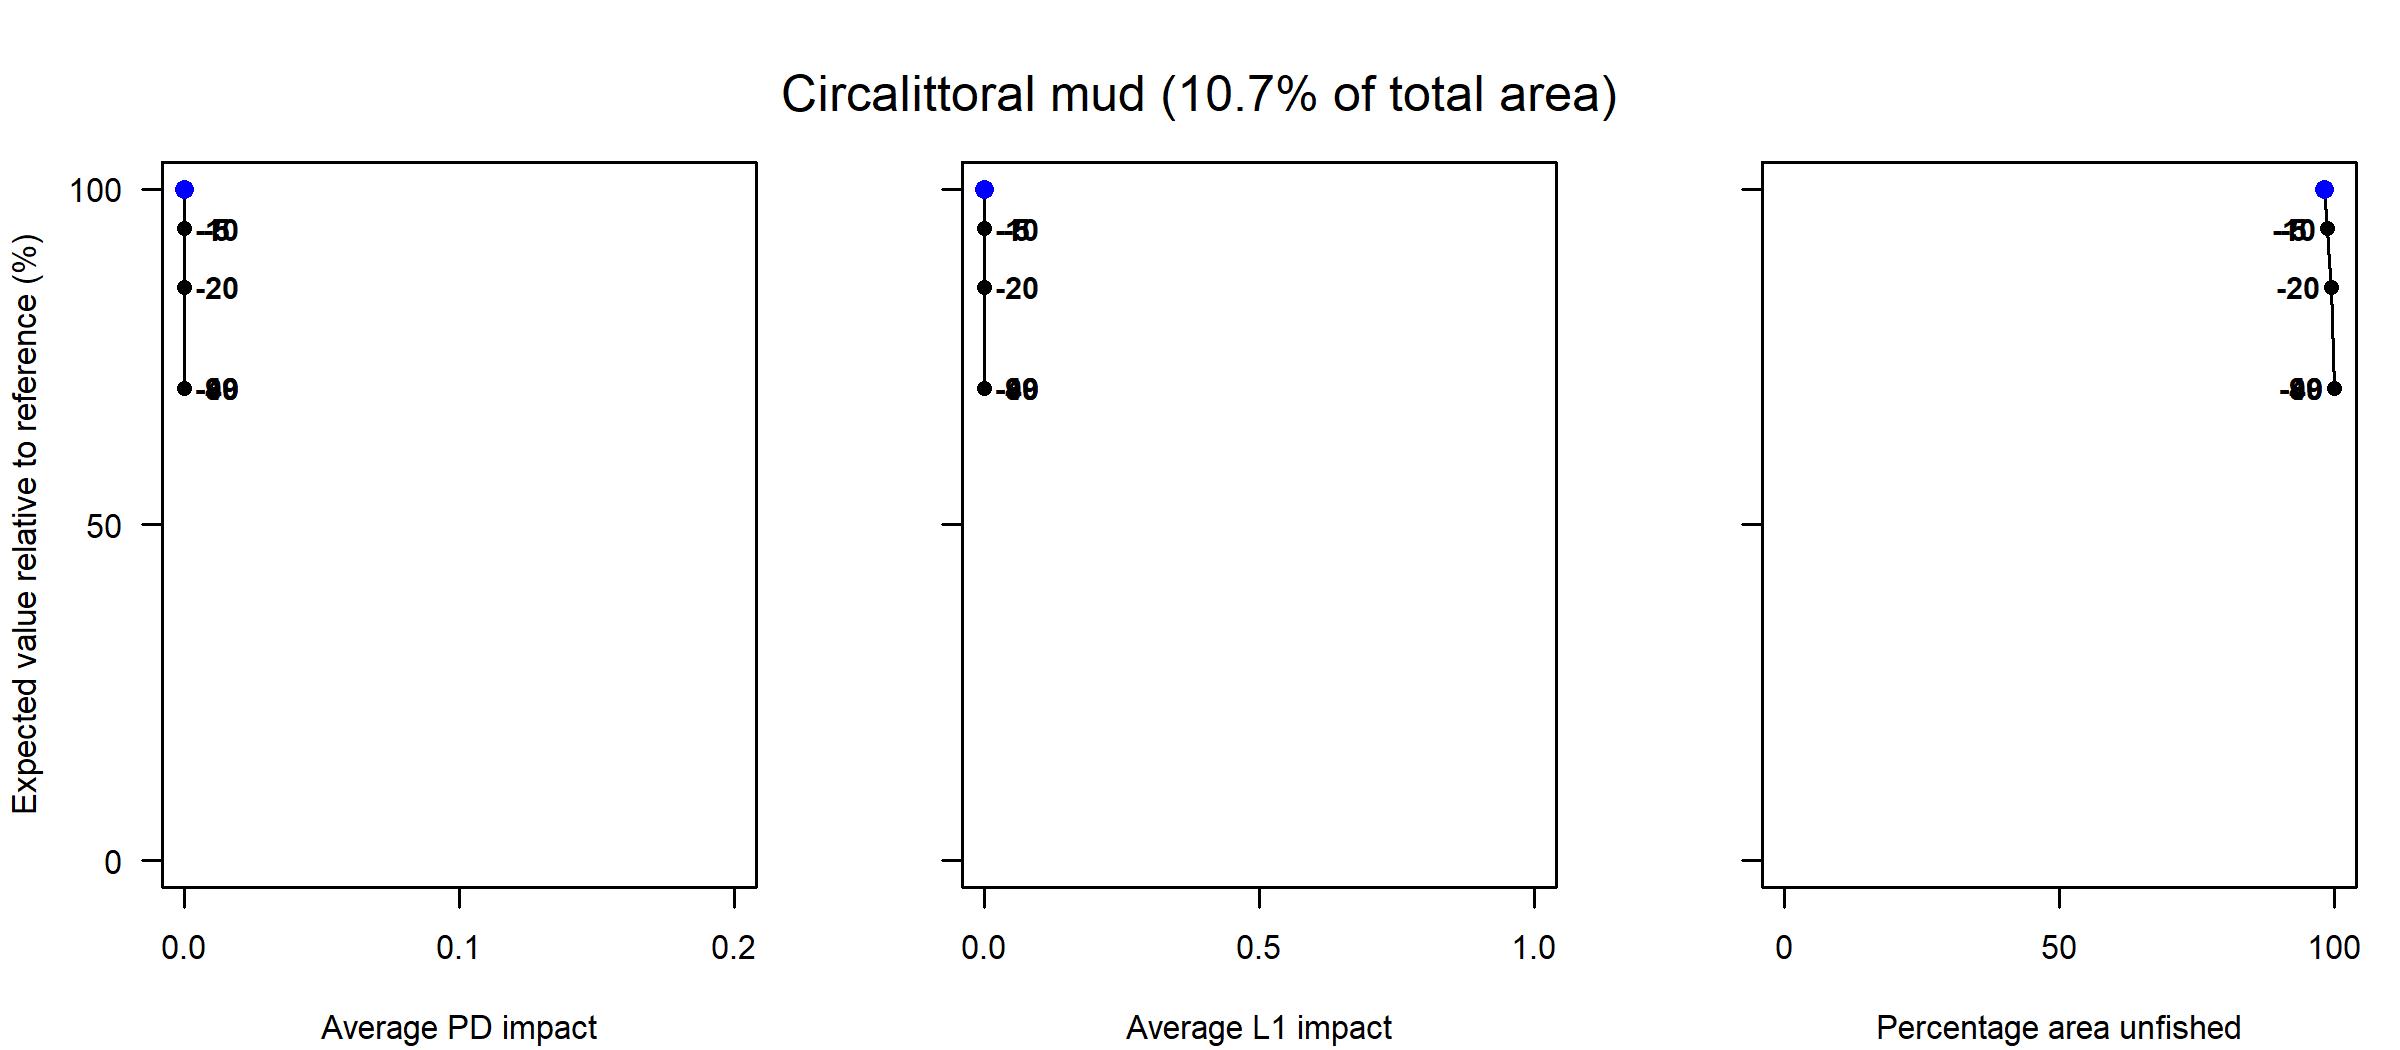 Circalittoral mud (10.7% of total area)
Expected value relative to reference (%)
100
50
0
-20
-20
-20
0.0 0.1 0.2
0.0 0.5 1.0
0 50 100
Average PD impact
Average L1 impact
Percentage area unfished